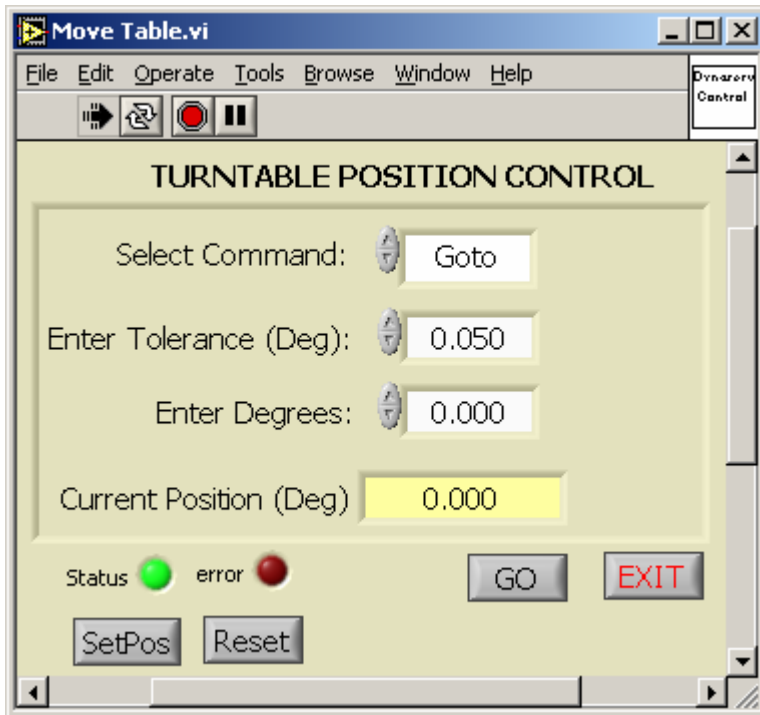 Move Table.vi
File Edit Operate Tools Browse Window Help
Dynaserv
Control
TURNTABLE POSITION CONTROL
Select Command: Goto
Enter Tolerance (Deg): 0.050
Enter Degrees: 0.000
Current Position (Deg) 0.000
Status error GO EXIT
SetPos Reset